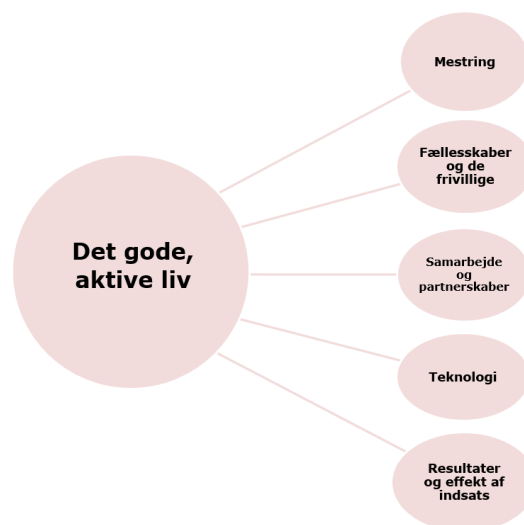 Det gode,
aktive liv
Mestring
Fællesskaber
og de
frivillige
Samarbejde
og
partnerskaber
Teknologi
Resultater
og effekt af
indsats